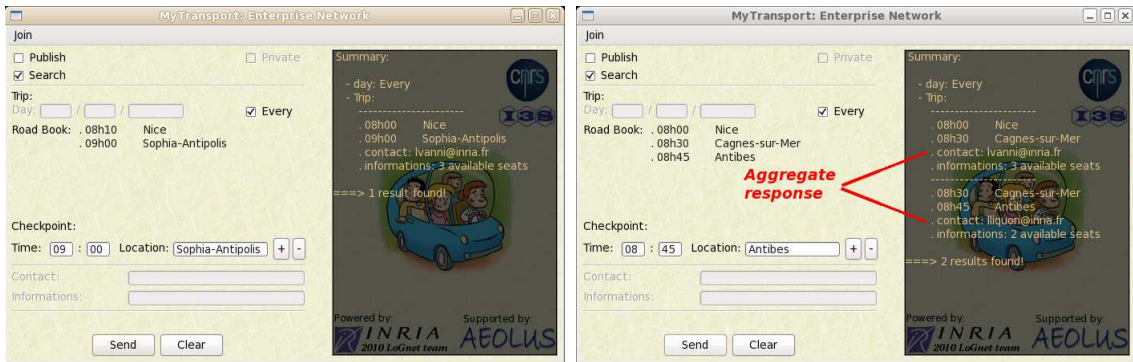 MyTransport: Enterprise Network
Join
Publish
Private
Search
Trip:
Day: / /
Every
Road Book: . 08h10 Nice
. 09h00 Sophia-Antipolis
Checkpoint:
Time: 09 : 00 Location: Sophia-Antipolis + -
Contact:
Informations:
Send Clear
Summary:
- day: Every
- Trip:
-----------------------
. 08h00 Nice
. 09h00 Sophia-Antipolis
. contact: lvanni@inria.fr
. informations: 3 available seats
===> 1 result found!
cnrs
I3S
Powered by:
INRIA
2010 LoGnet team
Supported by:
AEOLUS
MyTransport: Enterprise Network
Join
Publish
Private
Search
Trip:
Day: / /
Every
Road Book: . 08h00 Nice
. 08h30 Cagnes-sur-Mer
. 08h45 Antibes
Aggregate
response
Checkpoint:
Time: 08 : 45 Location: Antibes + -
Contact:
Informations:
Send Clear
Summary:
- day: Every
- Trip:
-----------------------
. 08h00 Nice
. 08h30 Cagnes-sur-Mer
. contact: lvanni@inria.fr
. informations: 3 available seats
-----------------------
. 08h30 Cagnes-sur-Mer
. 08h45 Antibes
. contact: lliquori@inria.fr
. informations: 2 available seats
===> 2 results found!
cnrs
I3S
Powered by:
INRIA
2010 LoGnet team
Supported by:
AEOLUS